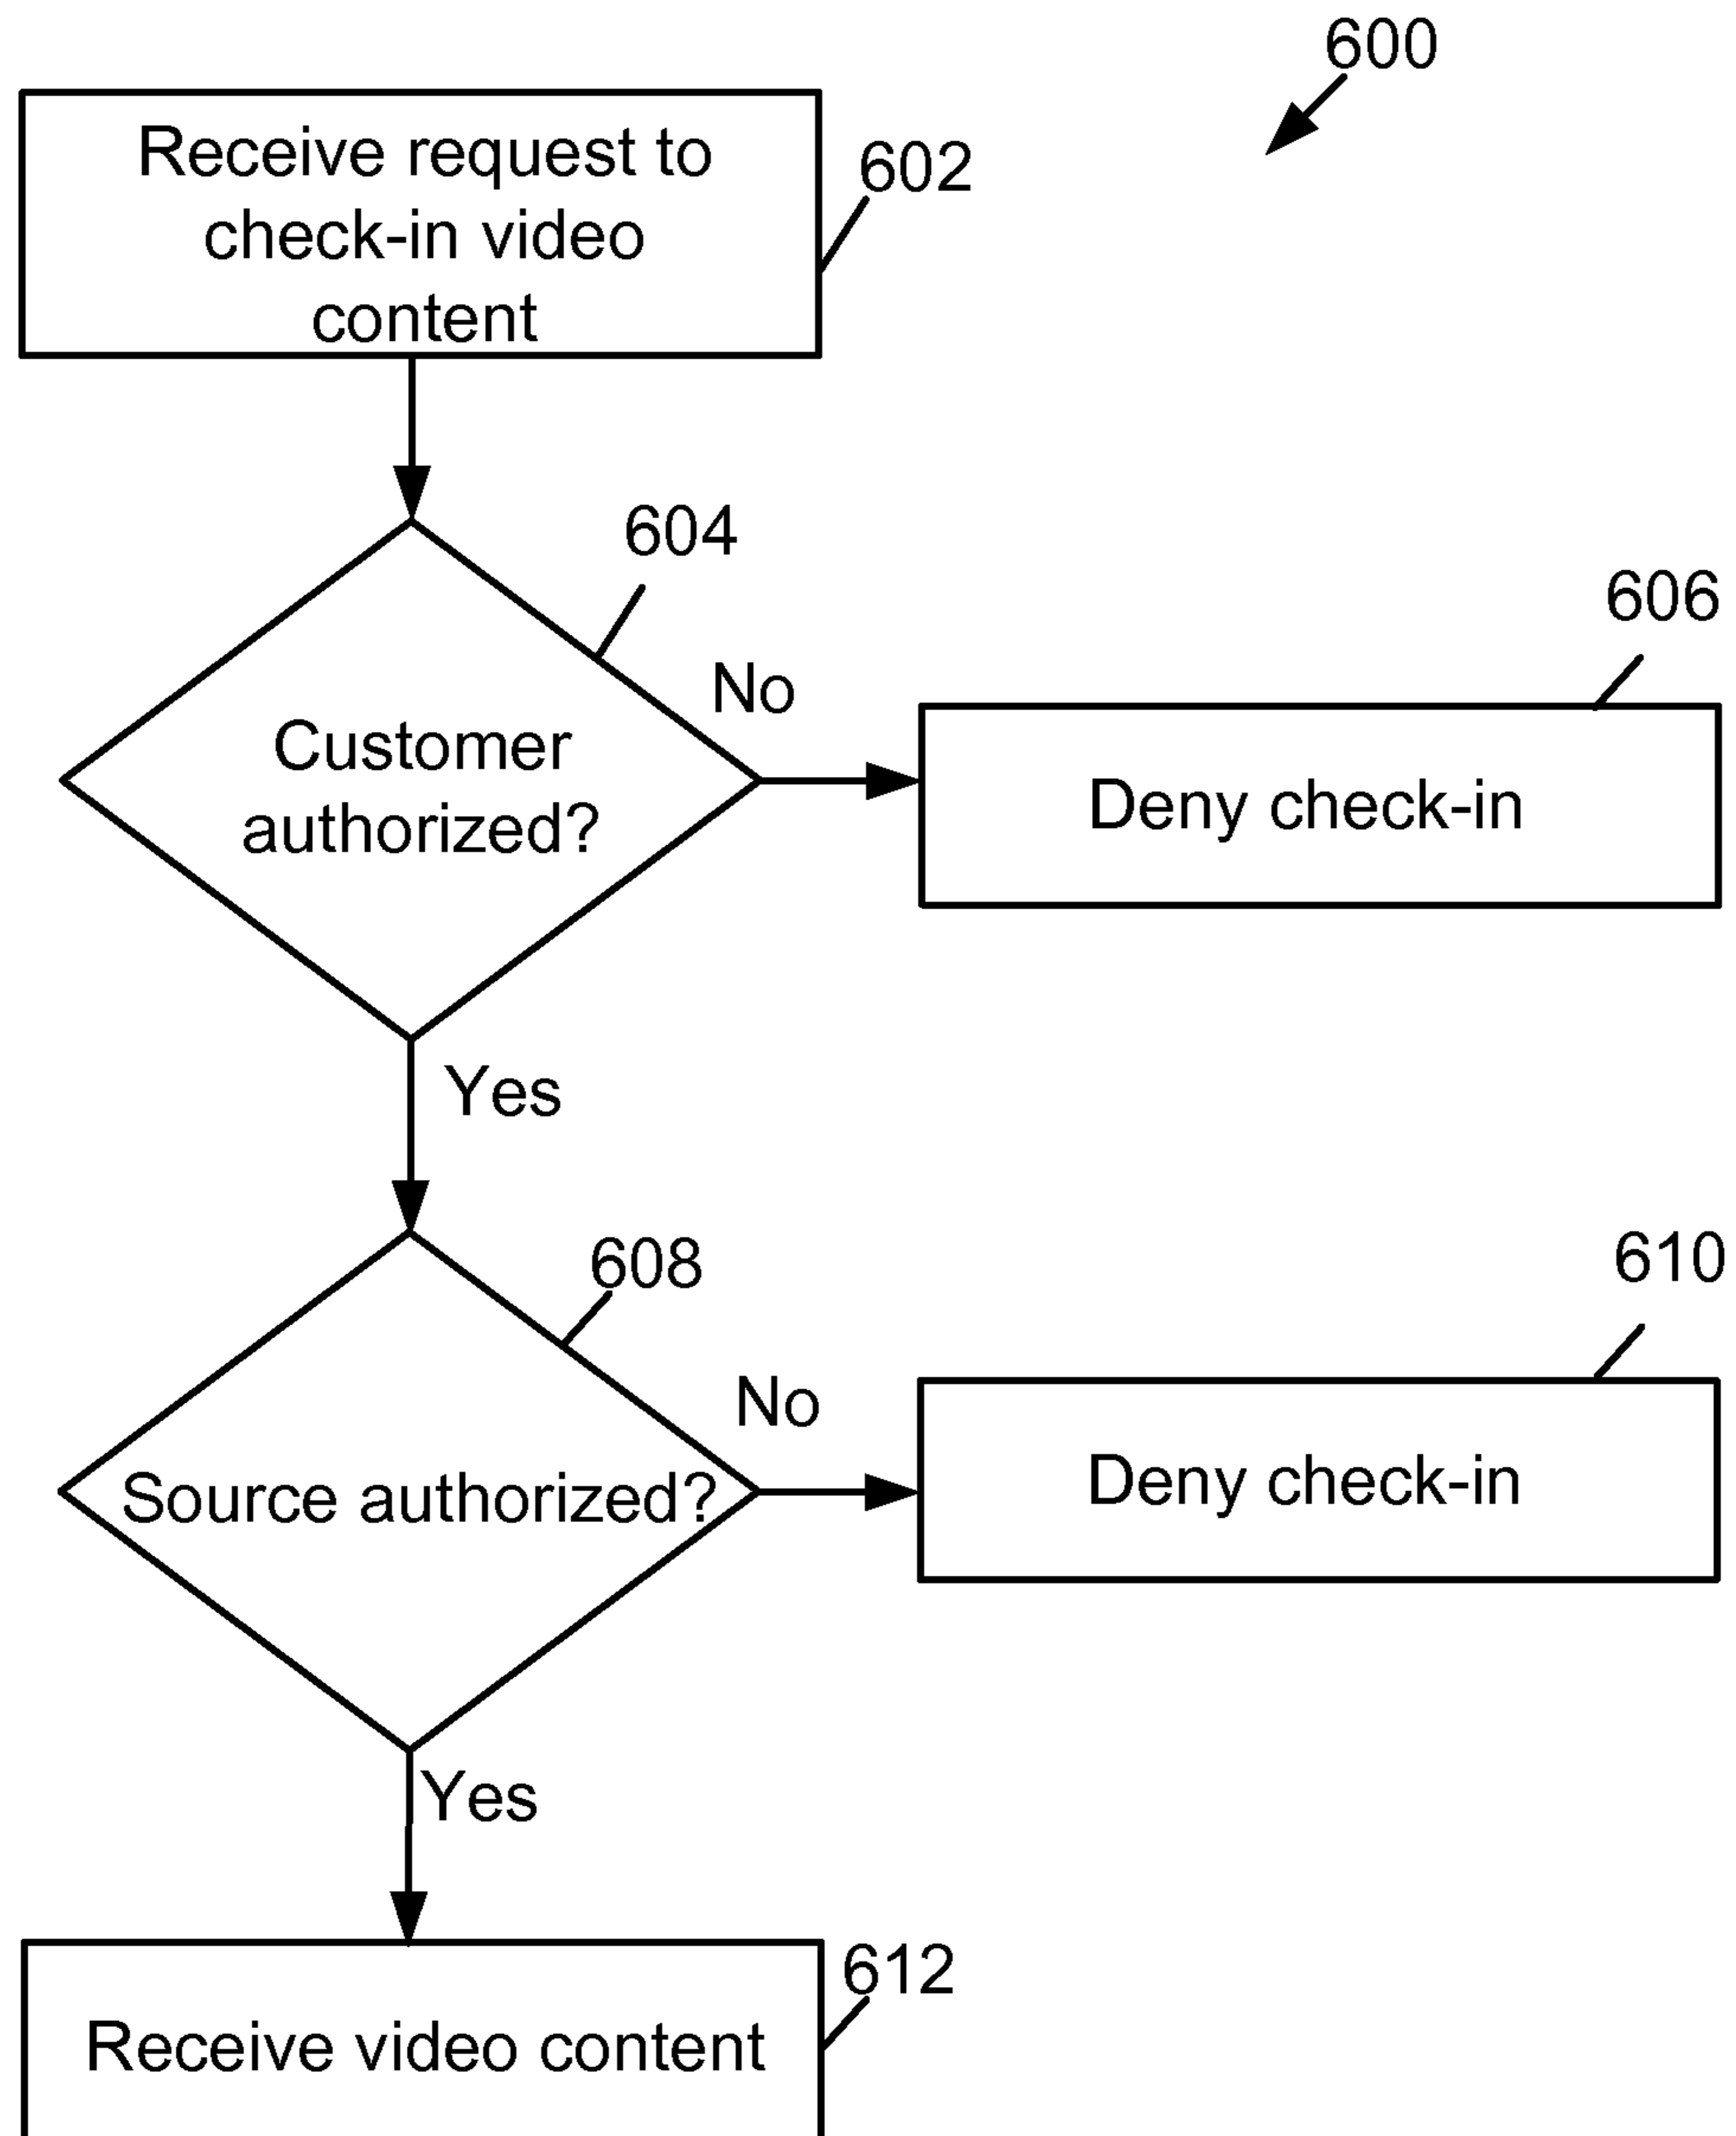 600
Receive request to
check-in video
content
602
604
Customer
authorized?
No
606
Deny check-in
Yes
608
Source authorized?
No
610
Deny check-in
Yes
612
Receive video content